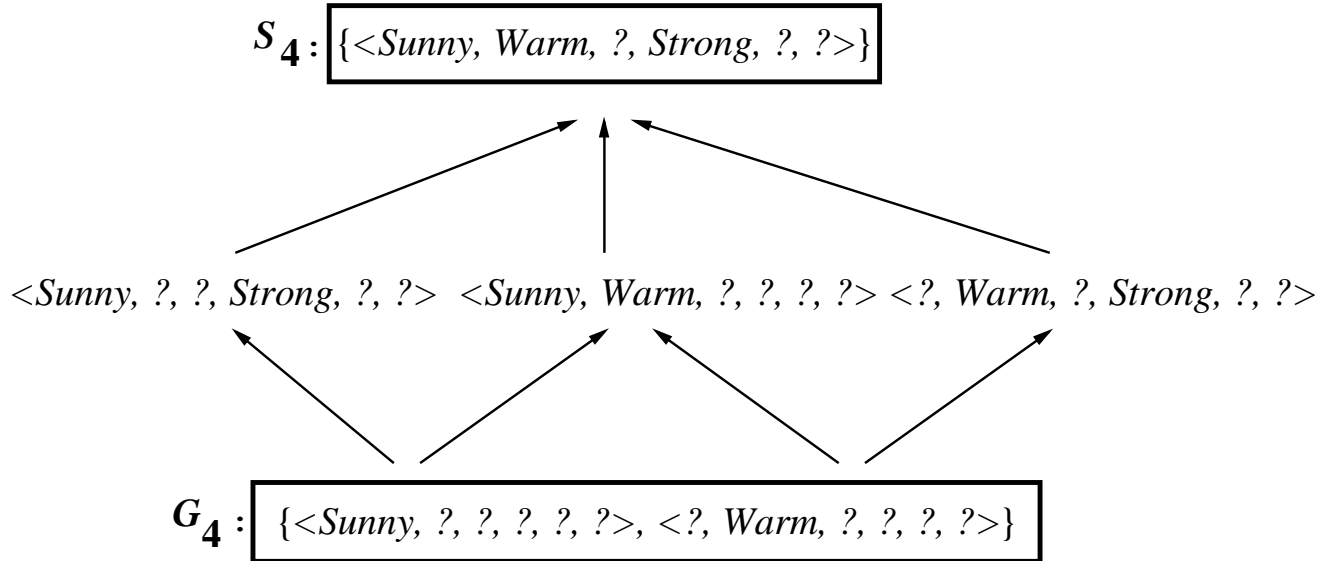 S4 : {<Sunny, Warm, ?, Strong, ?, ?>}
<Sunny, ?, ?, Strong, ?, ?> <Sunny, Warm, ?, ?, ?, ?> <?, Warm, ?, Strong, ?, ?>
G4 : {<Sunny, ?, ?, ?, ?, ?>, <?, Warm, ?, ?, ?, ?>}